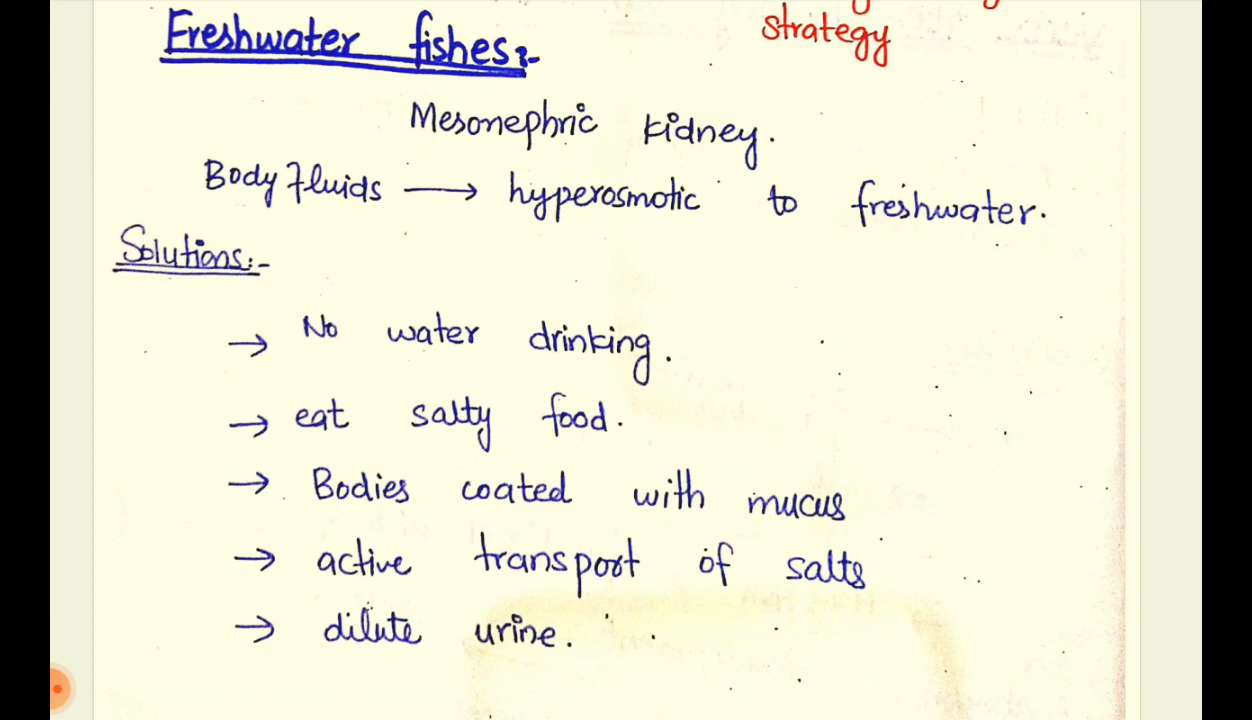 strategy
Freshwater fishes:-
Mesonephric kidney.
Body fluids → hyperosmotic to freshwater.
Solutions:-
→ No water drinking.
→ eat salty food.
→ Bodies coated with mucus
→ active transport of salts
→ dilute urine.